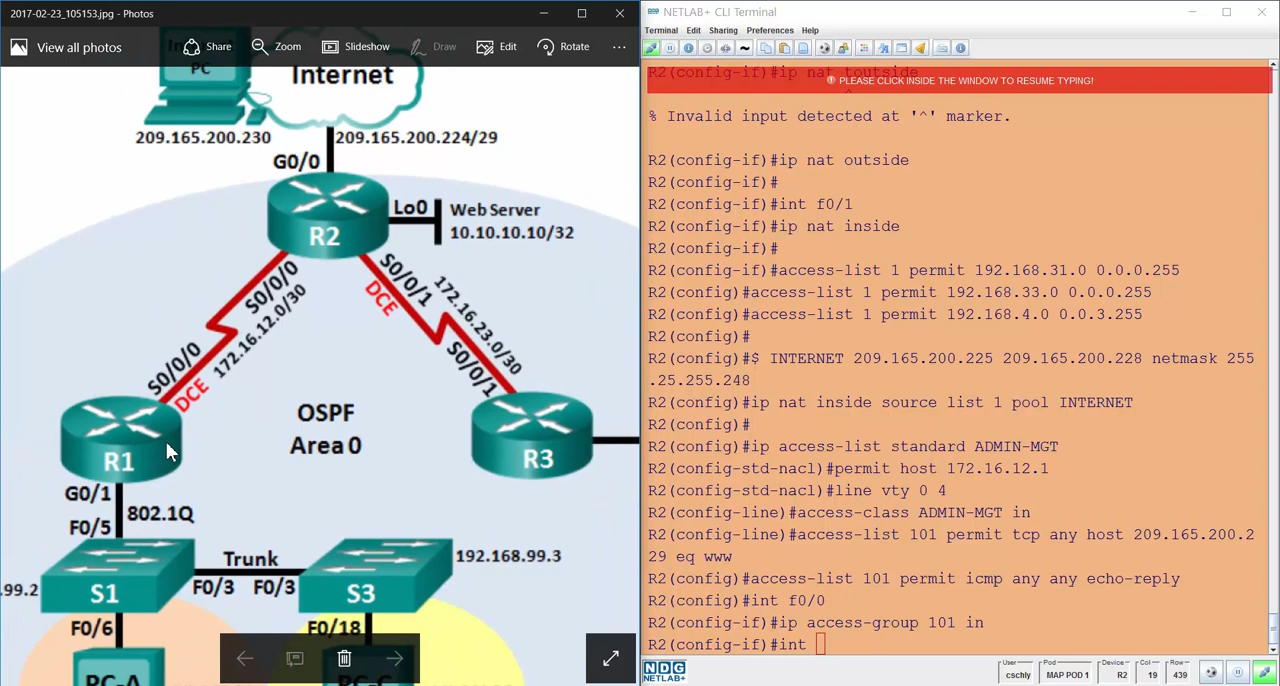 2017-02-23_105153.jpg - Photos
View all photos
Share
Zoom
Slideshow
Draw
Edit
Rotate
PC
Internet
209.165.200.230
209.165.200.224/29
G0/0
R2
Lo0
Web Server
10.10.10.10/32
S0/0/0
172.16.12.0/30
S0/0/0
DCE
S0/0/1
DCE
172.16.23.0/30
S0/0/1
OSPF
Area 0
R1
R3
G0/1
802.1Q
F0/5
Trunk
F0/3
F0/3
192.168.99.3
99.2
S1
S3
F0/6
F0/18
PC-A
PC-C
NETLAB+ CLI Terminal
Terminal Edit Sharing Preferences Help
R2(config-if)#ip nat toutside
PLEASE CLICK INSIDE THE WINDOW TO RESUME TYPING!
^
% Invalid input detected at '^' marker.
R2(config-if)#ip nat outside
R2(config-if)#
R2(config-if)#int f0/1
R2(config-if)#ip nat inside
R2(config-if)#
R2(config-if)#access-list 1 permit 192.168.31.0 0.0.0.255
R2(config)#access-list 1 permit 192.168.33.0 0.0.0.255
R2(config)#access-list 1 permit 192.168.4.0 0.0.3.255
R2(config)#
R2(config)#$ INTERNET 209.165.200.225 209.165.200.228 netmask 255
.25.255.248
R2(config)#ip nat inside source list 1 pool INTERNET
R2(config)#
R2(config)#ip access-list standard ADMIN-MGT
R2(config-std-nacl)#permit host 172.16.12.1
R2(config-std-nacl)#line vty 0 4
R2(config-line)#access-class ADMIN-MGT in
R2(config-line)#access-list 101 permit tcp any host 209.165.200.2
29 eq www
R2(config)#access-list 101 permit icmp any any echo-reply
R2(config)#int f0/0
R2(config-if)#ip access-group 101 in
R2(config-if)#int
NDG
NETLAB+
User
cschly
Pod
MAP POD 1
Device
R2
Col
19
Row
439